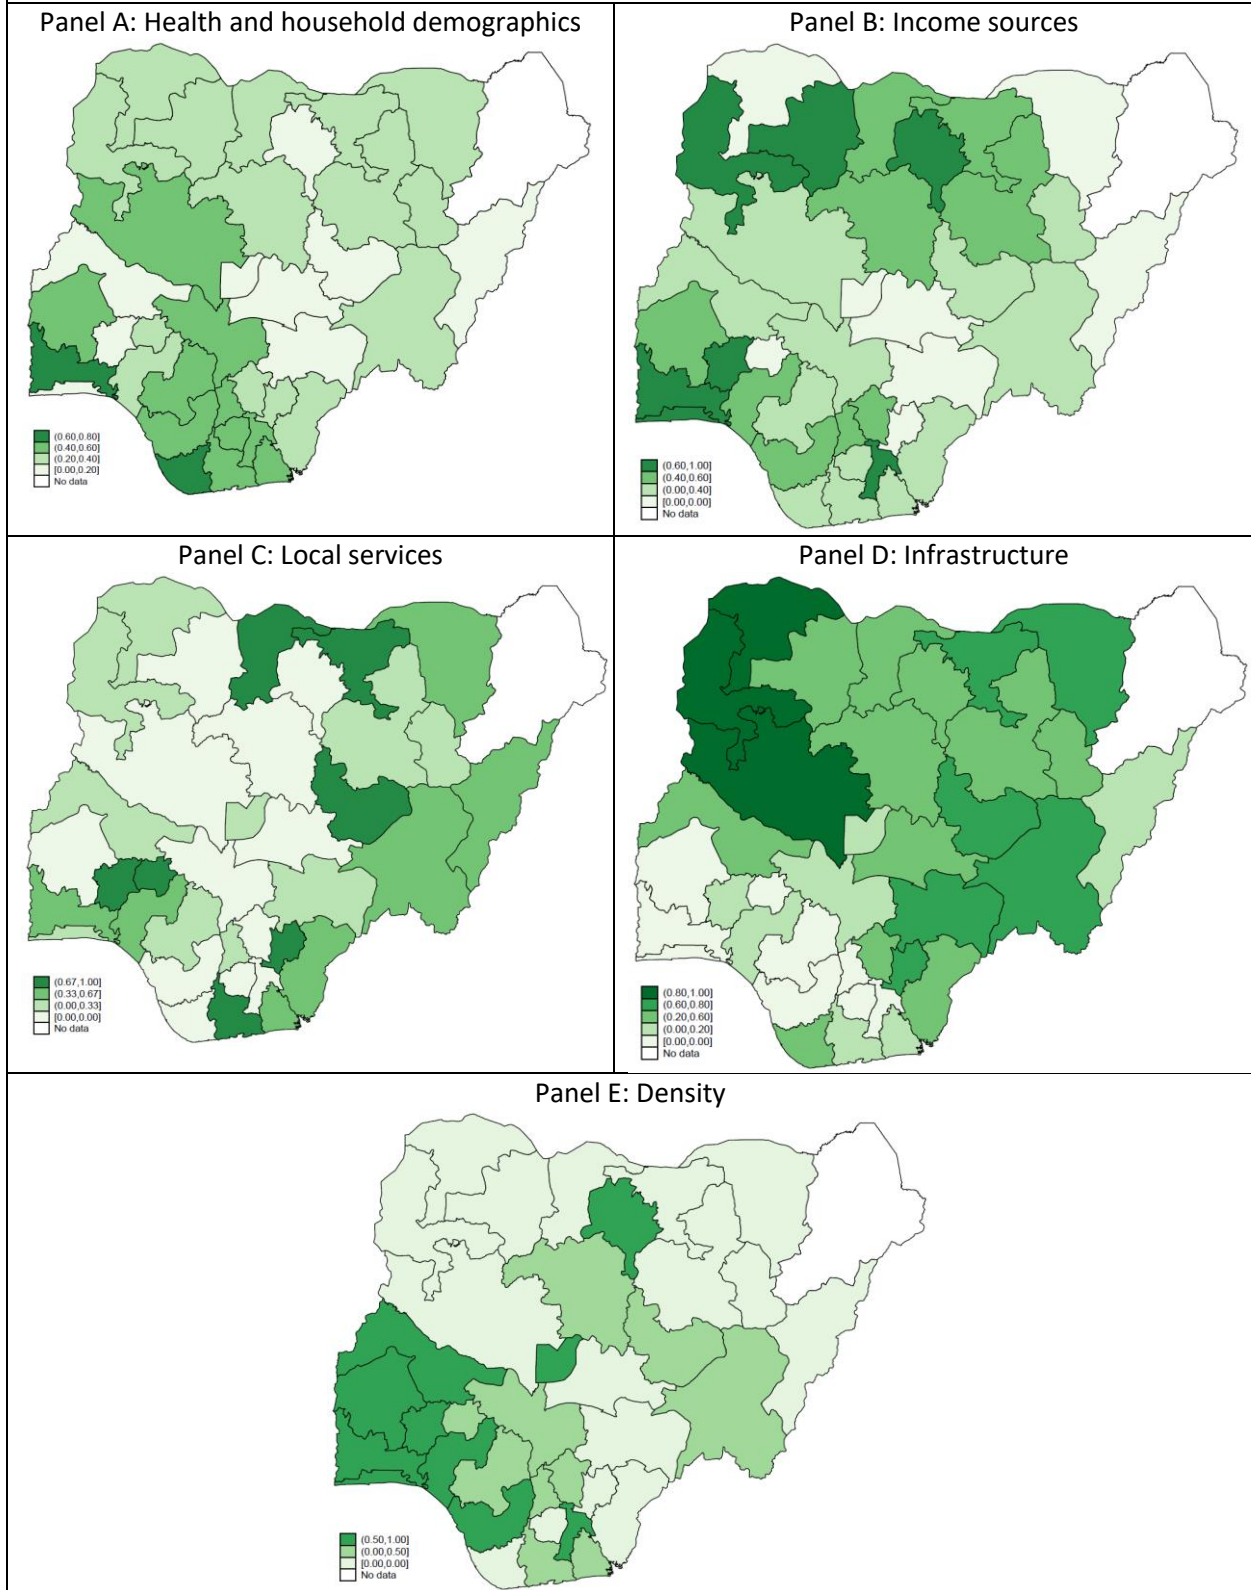 Panel A: Health and household demographics
(0.60,0.80]
(0.40,0.60]
(0.20,0.40]
[0.00,0.20]
No data
Panel B: Income sources
(0.60,1.00]
(0.40,0.60]
(0.00,0.40]
[0.00,0.00]
No data
Panel C: Local services
(0.67,1.00]
(0.33,0.67]
(0.00,0.33]
[0.00,0.00]
No data
Panel D: Infrastructure
(0.80,1.00]
(0.60,0.80]
(0.20,0.60]
(0.00,0.20]
[0.00,0.00]
No data
Panel E: Density
(0.50,1.00]
(0.00,0.50]
[0.00,0.00]
No data